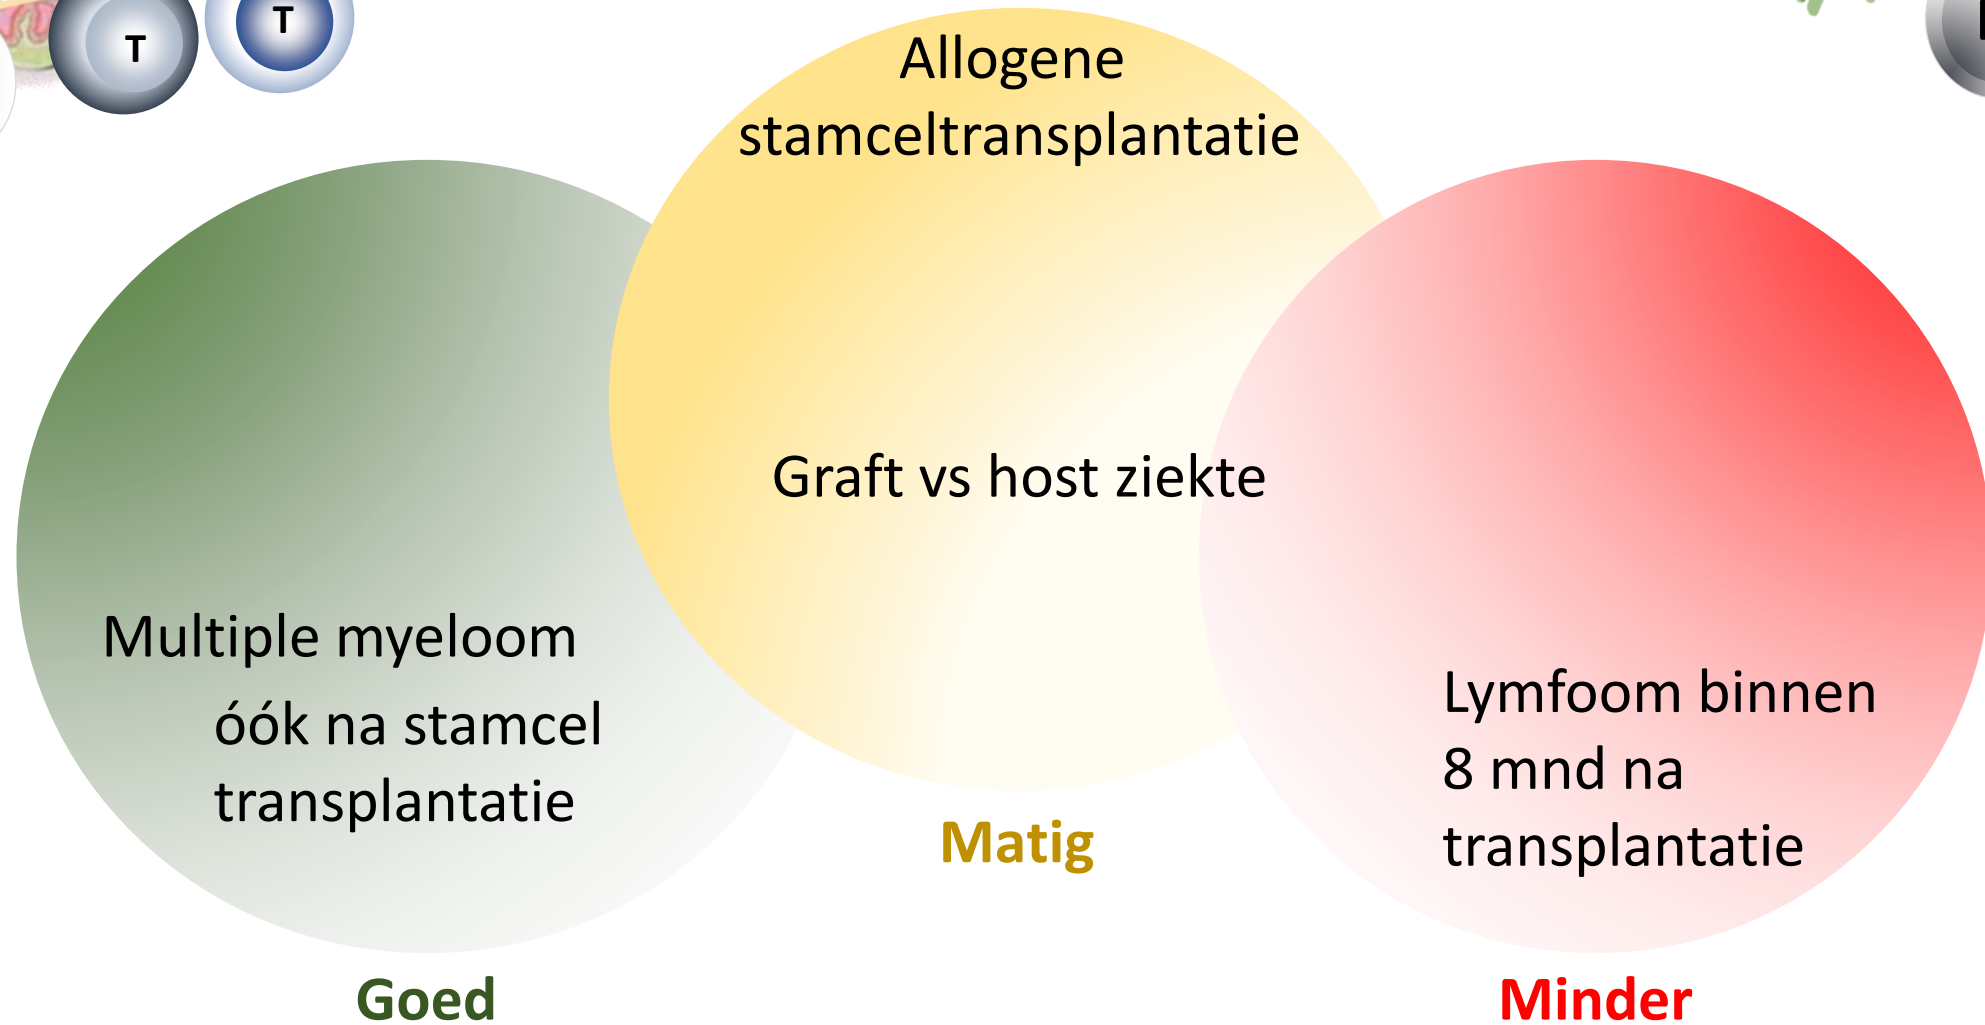 T
T
Allogene
stamceltransplantatie
Graft vs host ziekte
Multiple myeloom
óók na stamcel
transplantatie
Lymfoom binnen
8 mnd na
transplantatie
Matig
Goed
Minder